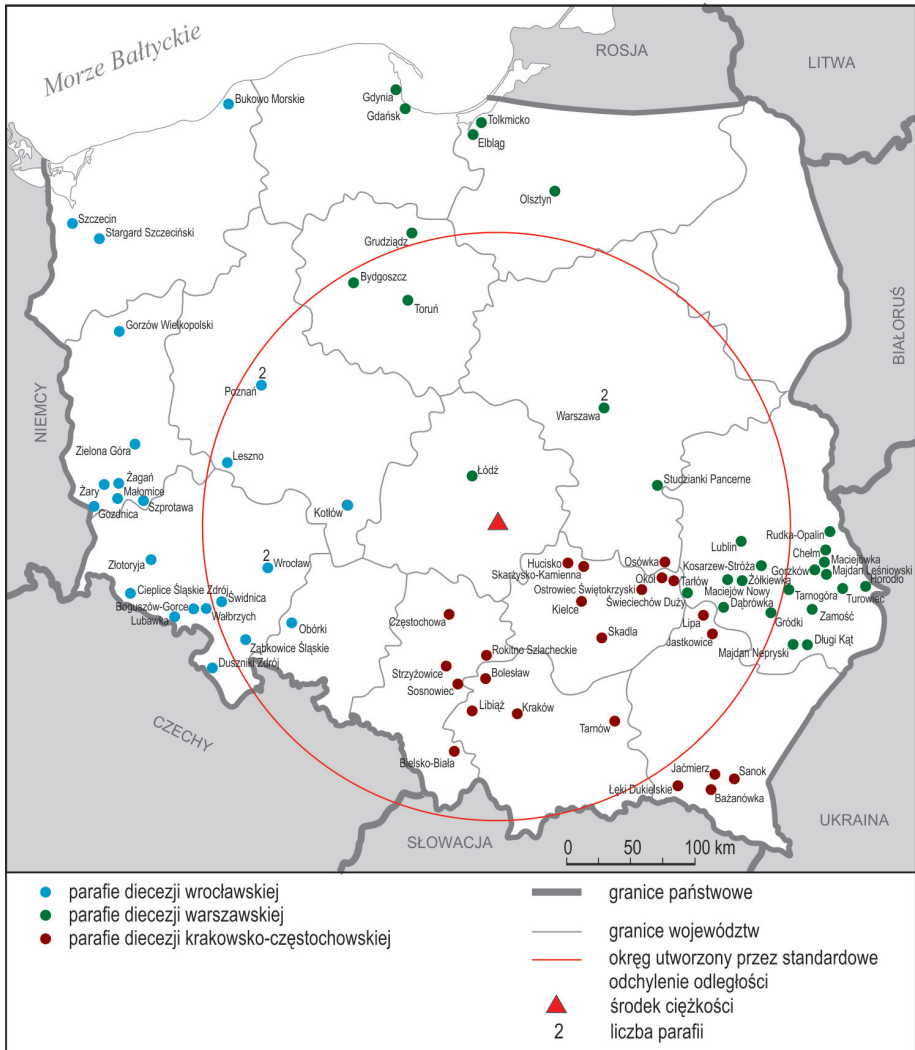 ROSJA
LITWA
Morze Bałtyckie
Gdynia
Bukowo Morskie
Gdańsk
Tolkmicko
Elbląg
Olsztyn
Szczecin
Stargard Szczeciński
Grudziądz
Bydgoszcz
Toruń
BIAŁORUŚ
Gorzów Wielkopolski
2
Poznań
NIEMCY
2
Warszawa
Zielona Góra
Leszno
Łódź
Żagań
Żary
Małomice
Studzianki Pancerne
Gozdnica
Szprotawa
Kotłów
Rudka-Opalin
Lublin
Chełm
2
Wrocław
Złotoryja
Hucisko
Osówka
Kosarzew-Stróża
Maciejówka
Skarżysko-Kamienna
Gorzków
Majdan Leśniowski
Okół
Tarłów
Żółkiewka
Horodło
Cieplice Śląskie Zdrój
Ostrowiec Świętokrzyski
Maciejów Nowy
Tarnogóra
Turowiec
Boguszów-Gorce
Świdnica
Kielce
Świeciechów Duży
Dąbrówka
Lubawka
Wałbrzych
Obórki
Częstochowa
Lipa
Gródki
Zamość
Skadla
Jastkowice
Ząbkowice Śląskie
Rokitno Szlacheckie
Majdan Nepryski
Długi Kąt
Duszniki Zdrój
Strzyżowice
Bolesław
Sosnowiec
Libiąż
Kraków
Tarnów
CZECHY
Bielsko-Biała
Jaćmierz
Sanok
Łęki Dukielskie
Bażanówka
SŁOWACJA
UKRAINA
0 50 100 km
parafie diecezji wrocławskiej
parafie diecezji warszawskiej
parafie diecezji krakowsko-częstochowskiej
granice państwowe
granice województw
okręg utworzony przez standardowe
odchylenie odległości
środek ciężkości
2 liczba parafii